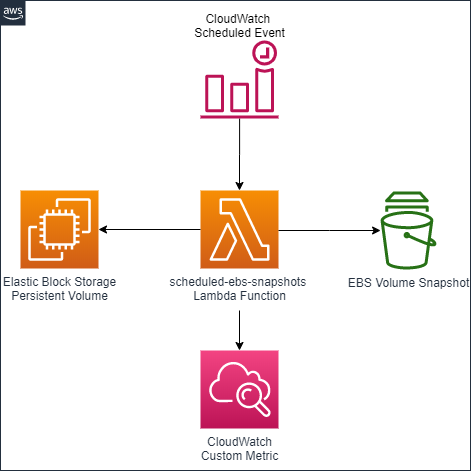 aws
CloudWatch
Scheduled Event
Elastic Block Storage
Persistent Volume
scheduled-ebs-snapshots
Lambda Function
EBS Volume Snapshot
CloudWatch
Custom Metric